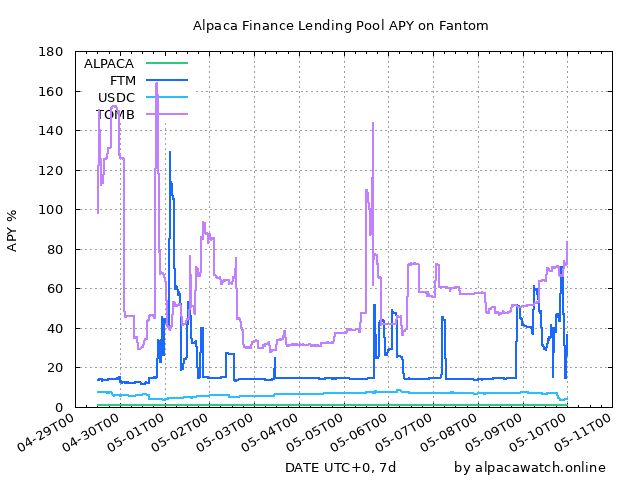 Alpaca Finance Lending Pool APY on Fantom
APY %
180
160
140
120
100
80
60
40
20
0
ALPACA
FTM
USDC
TOMB
04-29T00
04-30T00
05-01T00
05-02T00
05-03T00
05-04T00
05-05T00
05-06T00
05-07T00
05-08T00
05-09T00
05-10T00
05-11T00
DATE UTC+0, 7d
by alpacawatch.online